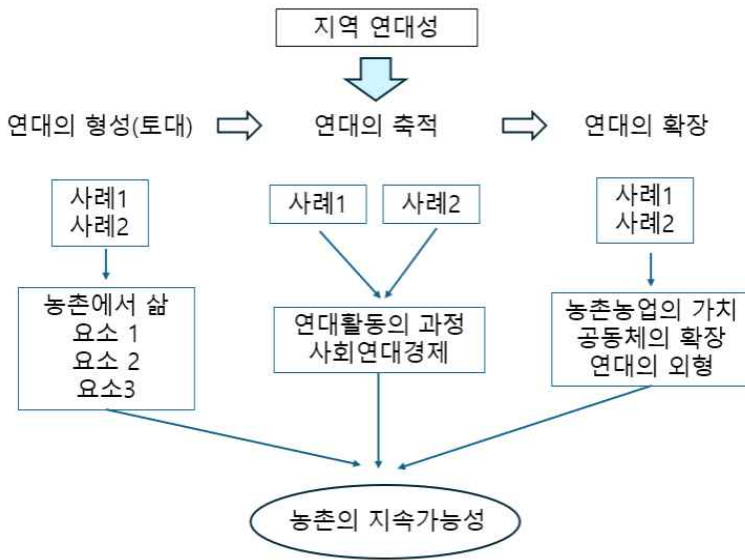 지역 연대성
연대의 형성(토대)
연대의 축적
연대의 확장
사례1
사례2
사례1
사례2
사례1
사례2
농촌에서 삶
요소 1
요소 2
요소3
연대활동의 과정
사회연대경제
농촌농업의 가치
공동체의 확장
연대의 외형
농촌의 지속가능성